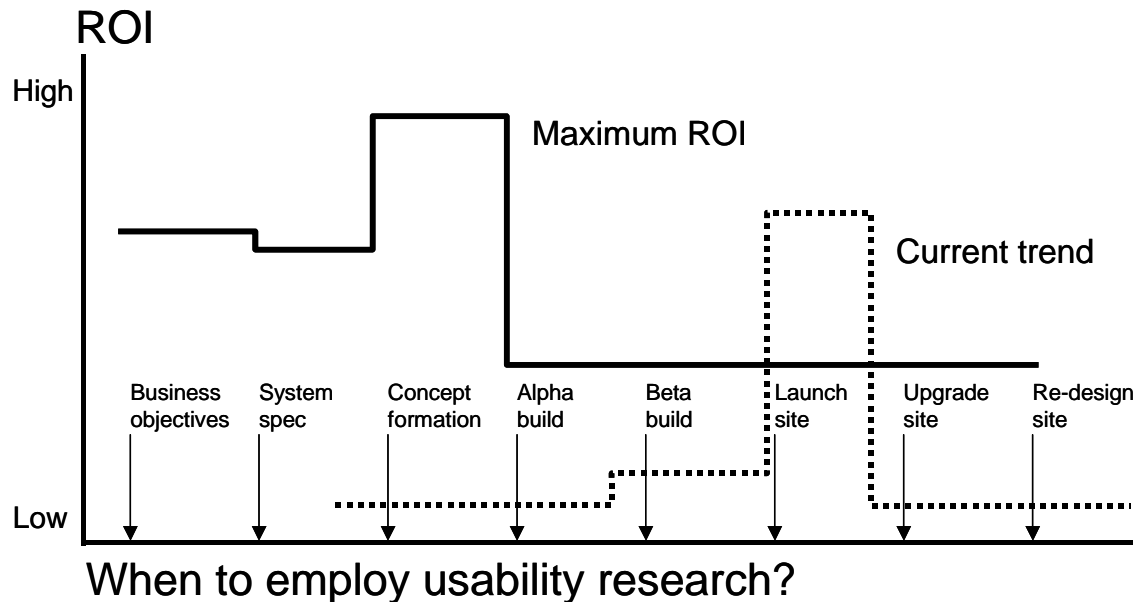 ROI
High
Maximum ROI
Current trend
Business
objectives
System
spec
Concept
formation
Alpha
build
Beta
build
Launch
site
Upgrade
site
Re-design
site
Low
When to employ usability research?